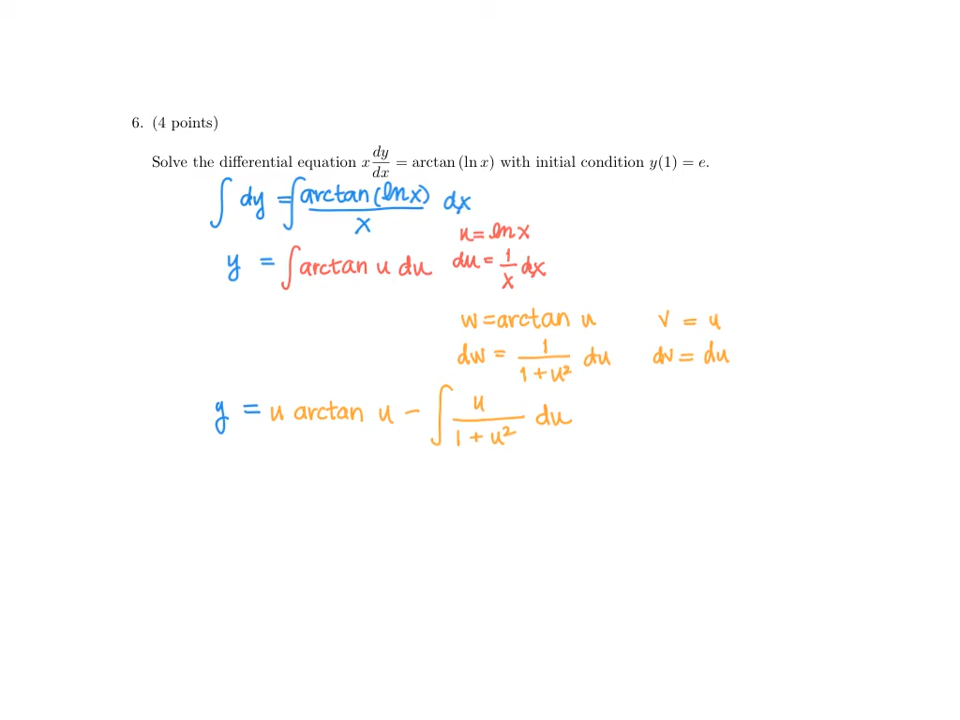 6. (4 points)
Solve the differential equation x dy/dx = arctan (ln x) with initial condition y(1) = e.
∫ dy = ∫ arctan(ln x)/x dx
u = ln x
y = ∫ arctan u du   du = 1/x dx
w = arctan u   v = u
dw = 1/(1+u²) du   dv = du
y = u arctan u − ∫ u/(1+u²) du